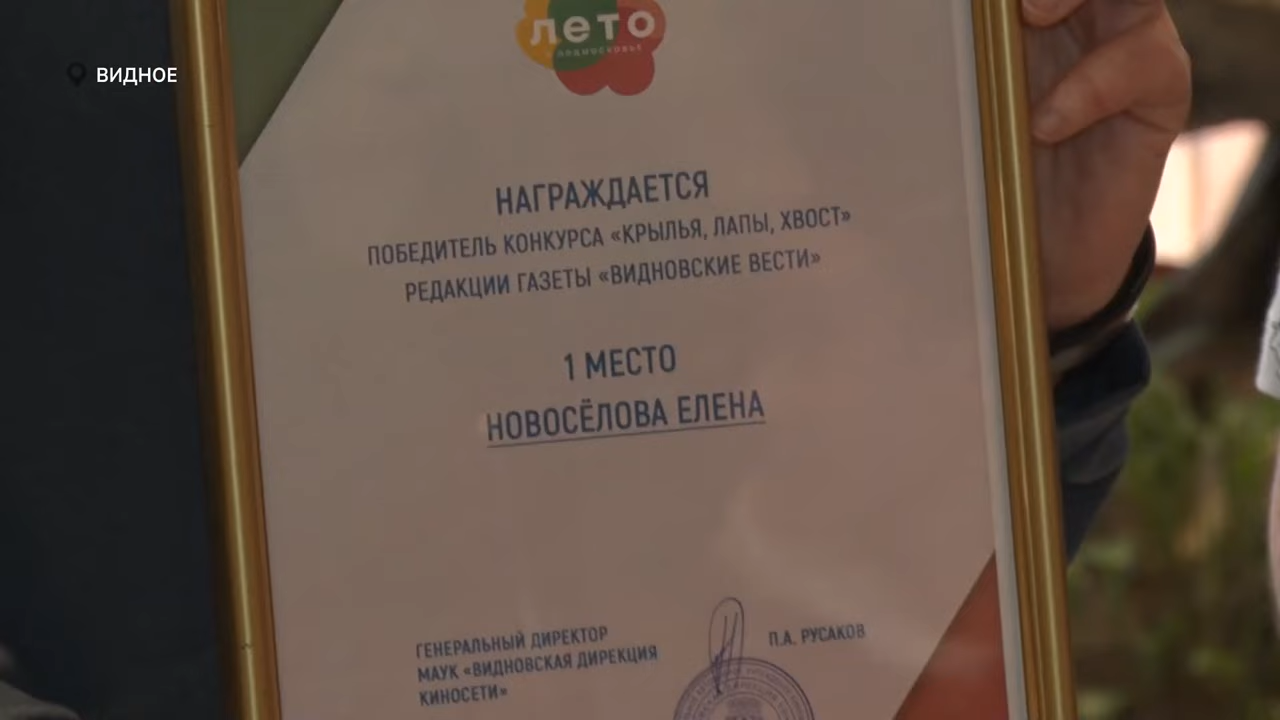 лето
подмосковье
ВИДНОЕ
НАГРАЖДАЕТСЯ
ПОБЕДИТЕЛЬ КОНКУРСА «КРЫЛЬЯ, ЛАПЫ, ХВОСТ»
РЕДАКЦИИ ГАЗЕТЫ «ВИДНОВСКИЕ ВЕСТИ»
1 МЕСТО
НОВОСЁЛОВА ЕЛЕНА
ГЕНЕРАЛЬНЫЙ ДИРЕКТОР
МАУК «ВИДНОВСКАЯ ДИРЕКЦИЯ
КИНОСЕТИ»
П.А. РУСАКОВ